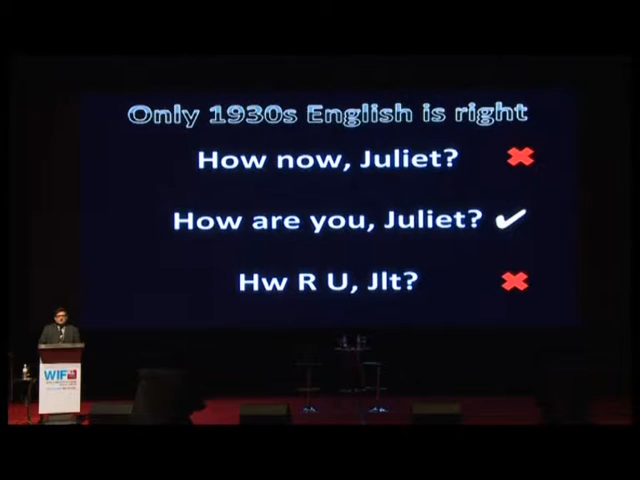 Only 1930s English is right
How now, Juliet?
How are you, Juliet?
Hw R U, Jlt?
WIF